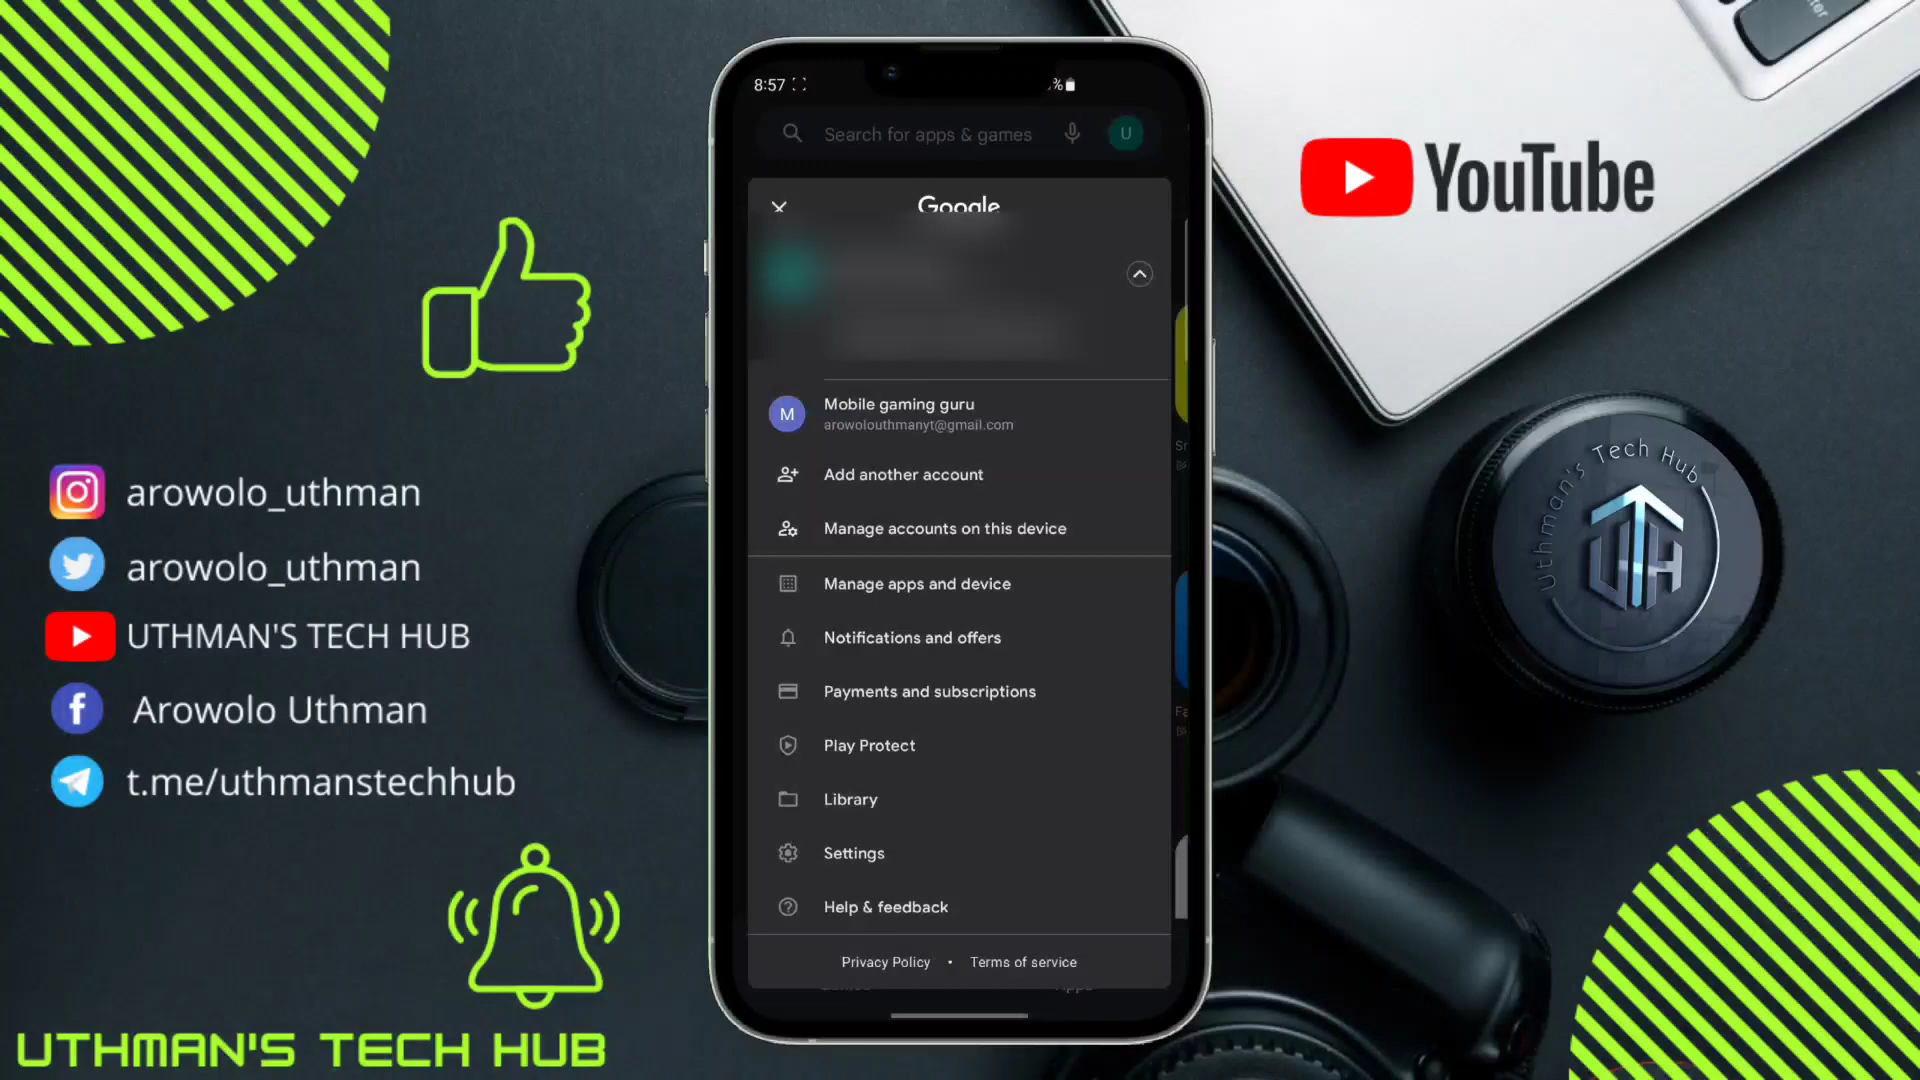 8:57
%
Search for apps & games
U
Google
M
Mobile gaming guru
arowolouthmanyt@gmail.com
Add another account
Manage accounts on this device
Manage apps and device
Notifications and offers
Payments and subscriptions
Play Protect
Library
Settings
Help & feedback
Privacy Policy • Terms of service
YouTube
Uthman's Tech Hub
UTH
arowolo_uthman
arowolo_uthman
UTHMAN'S TECH HUB
Arowolo Uthman
t.me/uthmanstechhub
UTHMAN'S TECH HUB